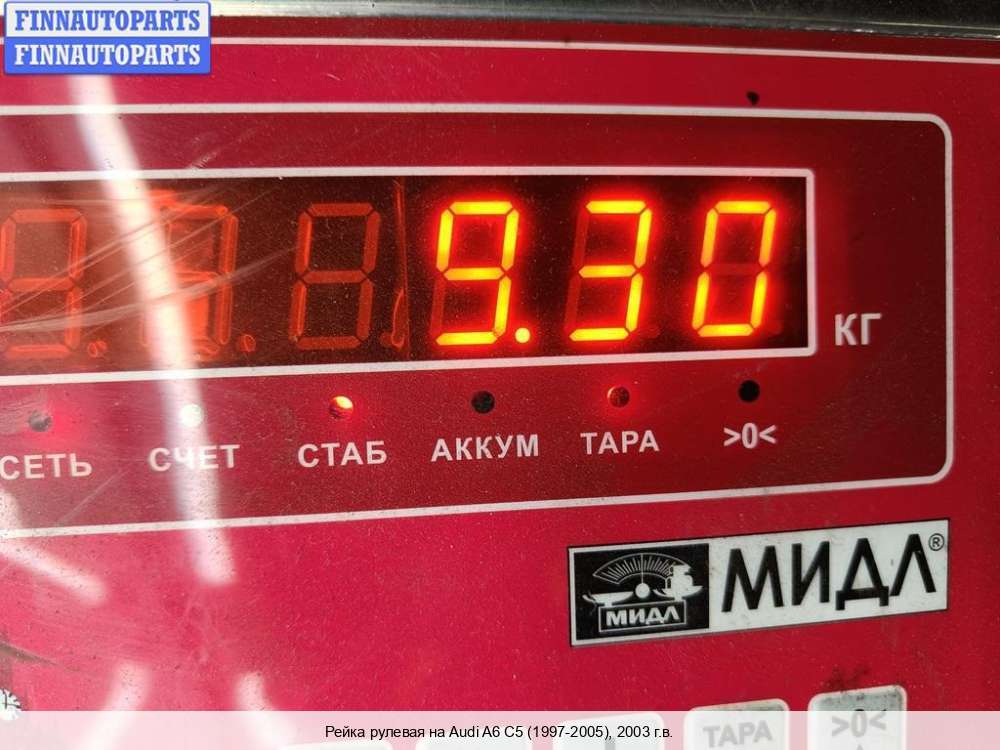 FINNAUTOPARTS
FINNAUTOPARTS
9.30
КГ
СЕТЬ СЧЕТ СТАБ АККУМ ТАРА >0<
МИДЛ МИДЛ®
ТАРА >0<
Рейка рулевая на Audi A6 C5 (1997-2005), 2003 г.в.